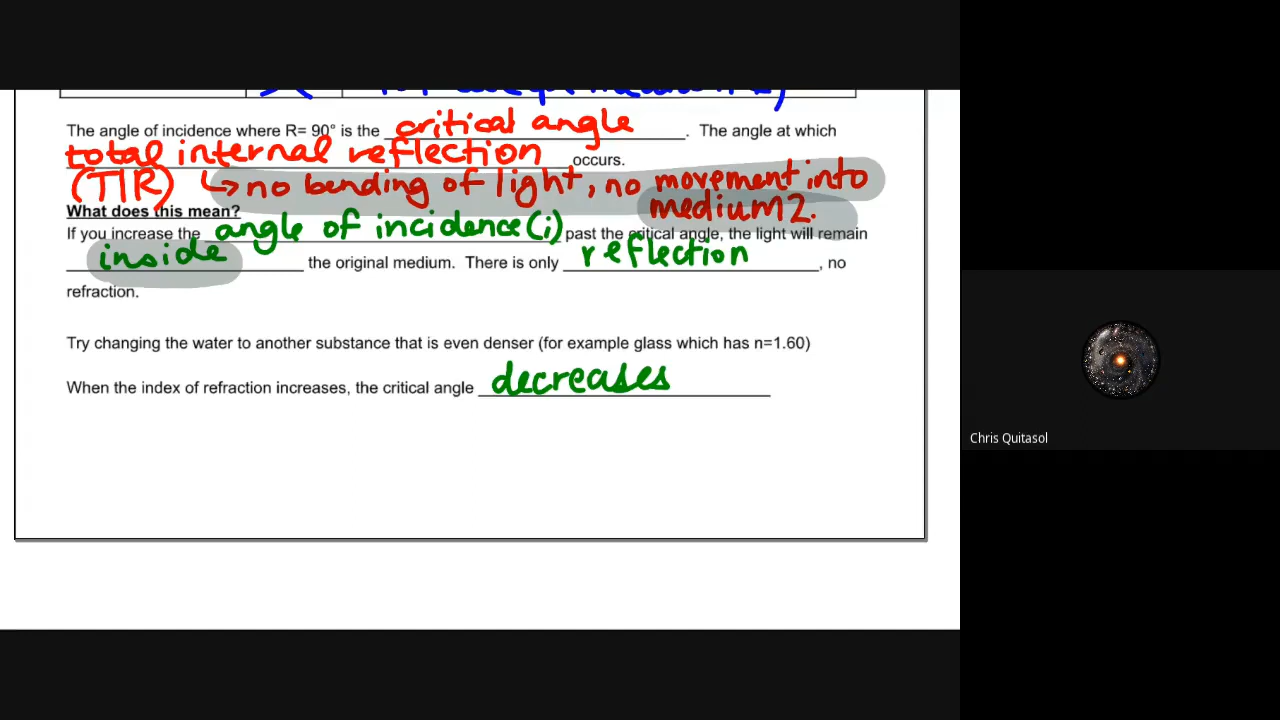 The angle of incidence where R= 90° is the critical angle. The angle at which
total internal reflection occurs.
(TIR) ↳ no bending of light, no movement into
medium 2.
What does this mean?
If you increase the angle of incidence (i) past the critical angle, the light will remain
inside the original medium. There is only reflection, no
refraction.
Try changing the water to another substance that is even denser (for example glass which has n=1.60)
When the index of refraction increases, the critical angle decreases
Chris Quitasol